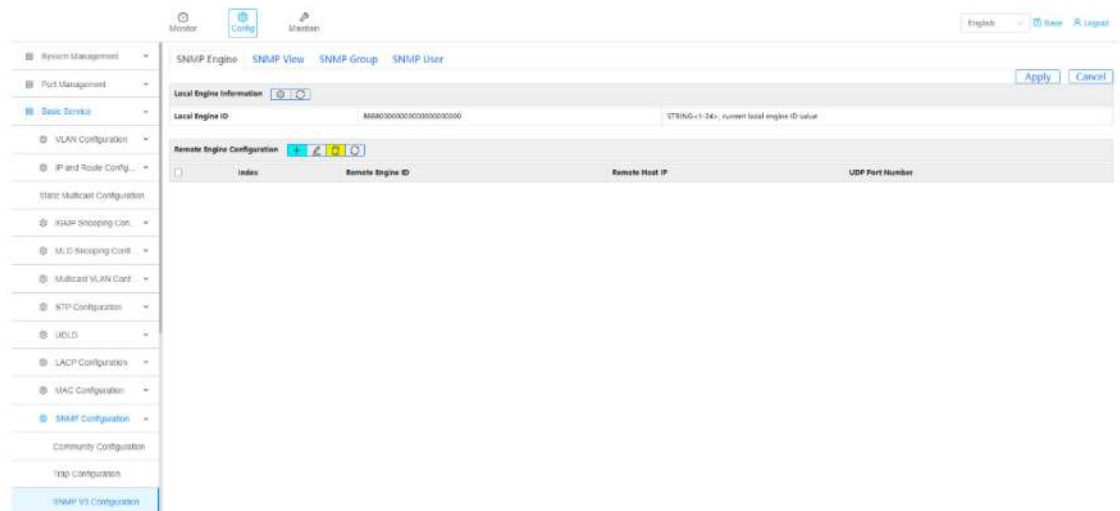 Monitor
Config
Maintain
English
Save
Logout
System Management
Port Management
Basic Service
VLAN Configuration
IP and Route Config...
Static Multicast Configuration
IGMP Snooping Con...
MLD Snooping Confi...
Multicast VLAN Conf...
STP Configuration
UDLD
LACP Configuration
MAC Configuration
SNMP Configuration
Community Configuration
Trap Configuration
SNMP V3 Configuration
SNMP Engine SNMP View SNMP Group SNMP User
Apply Cancel
Local Engine Information
Local Engine ID
STRING<1-24>, current local engine ID value
Remote Engine Configuration
Index Remote Engine ID Remote Host IP UDP Port Number